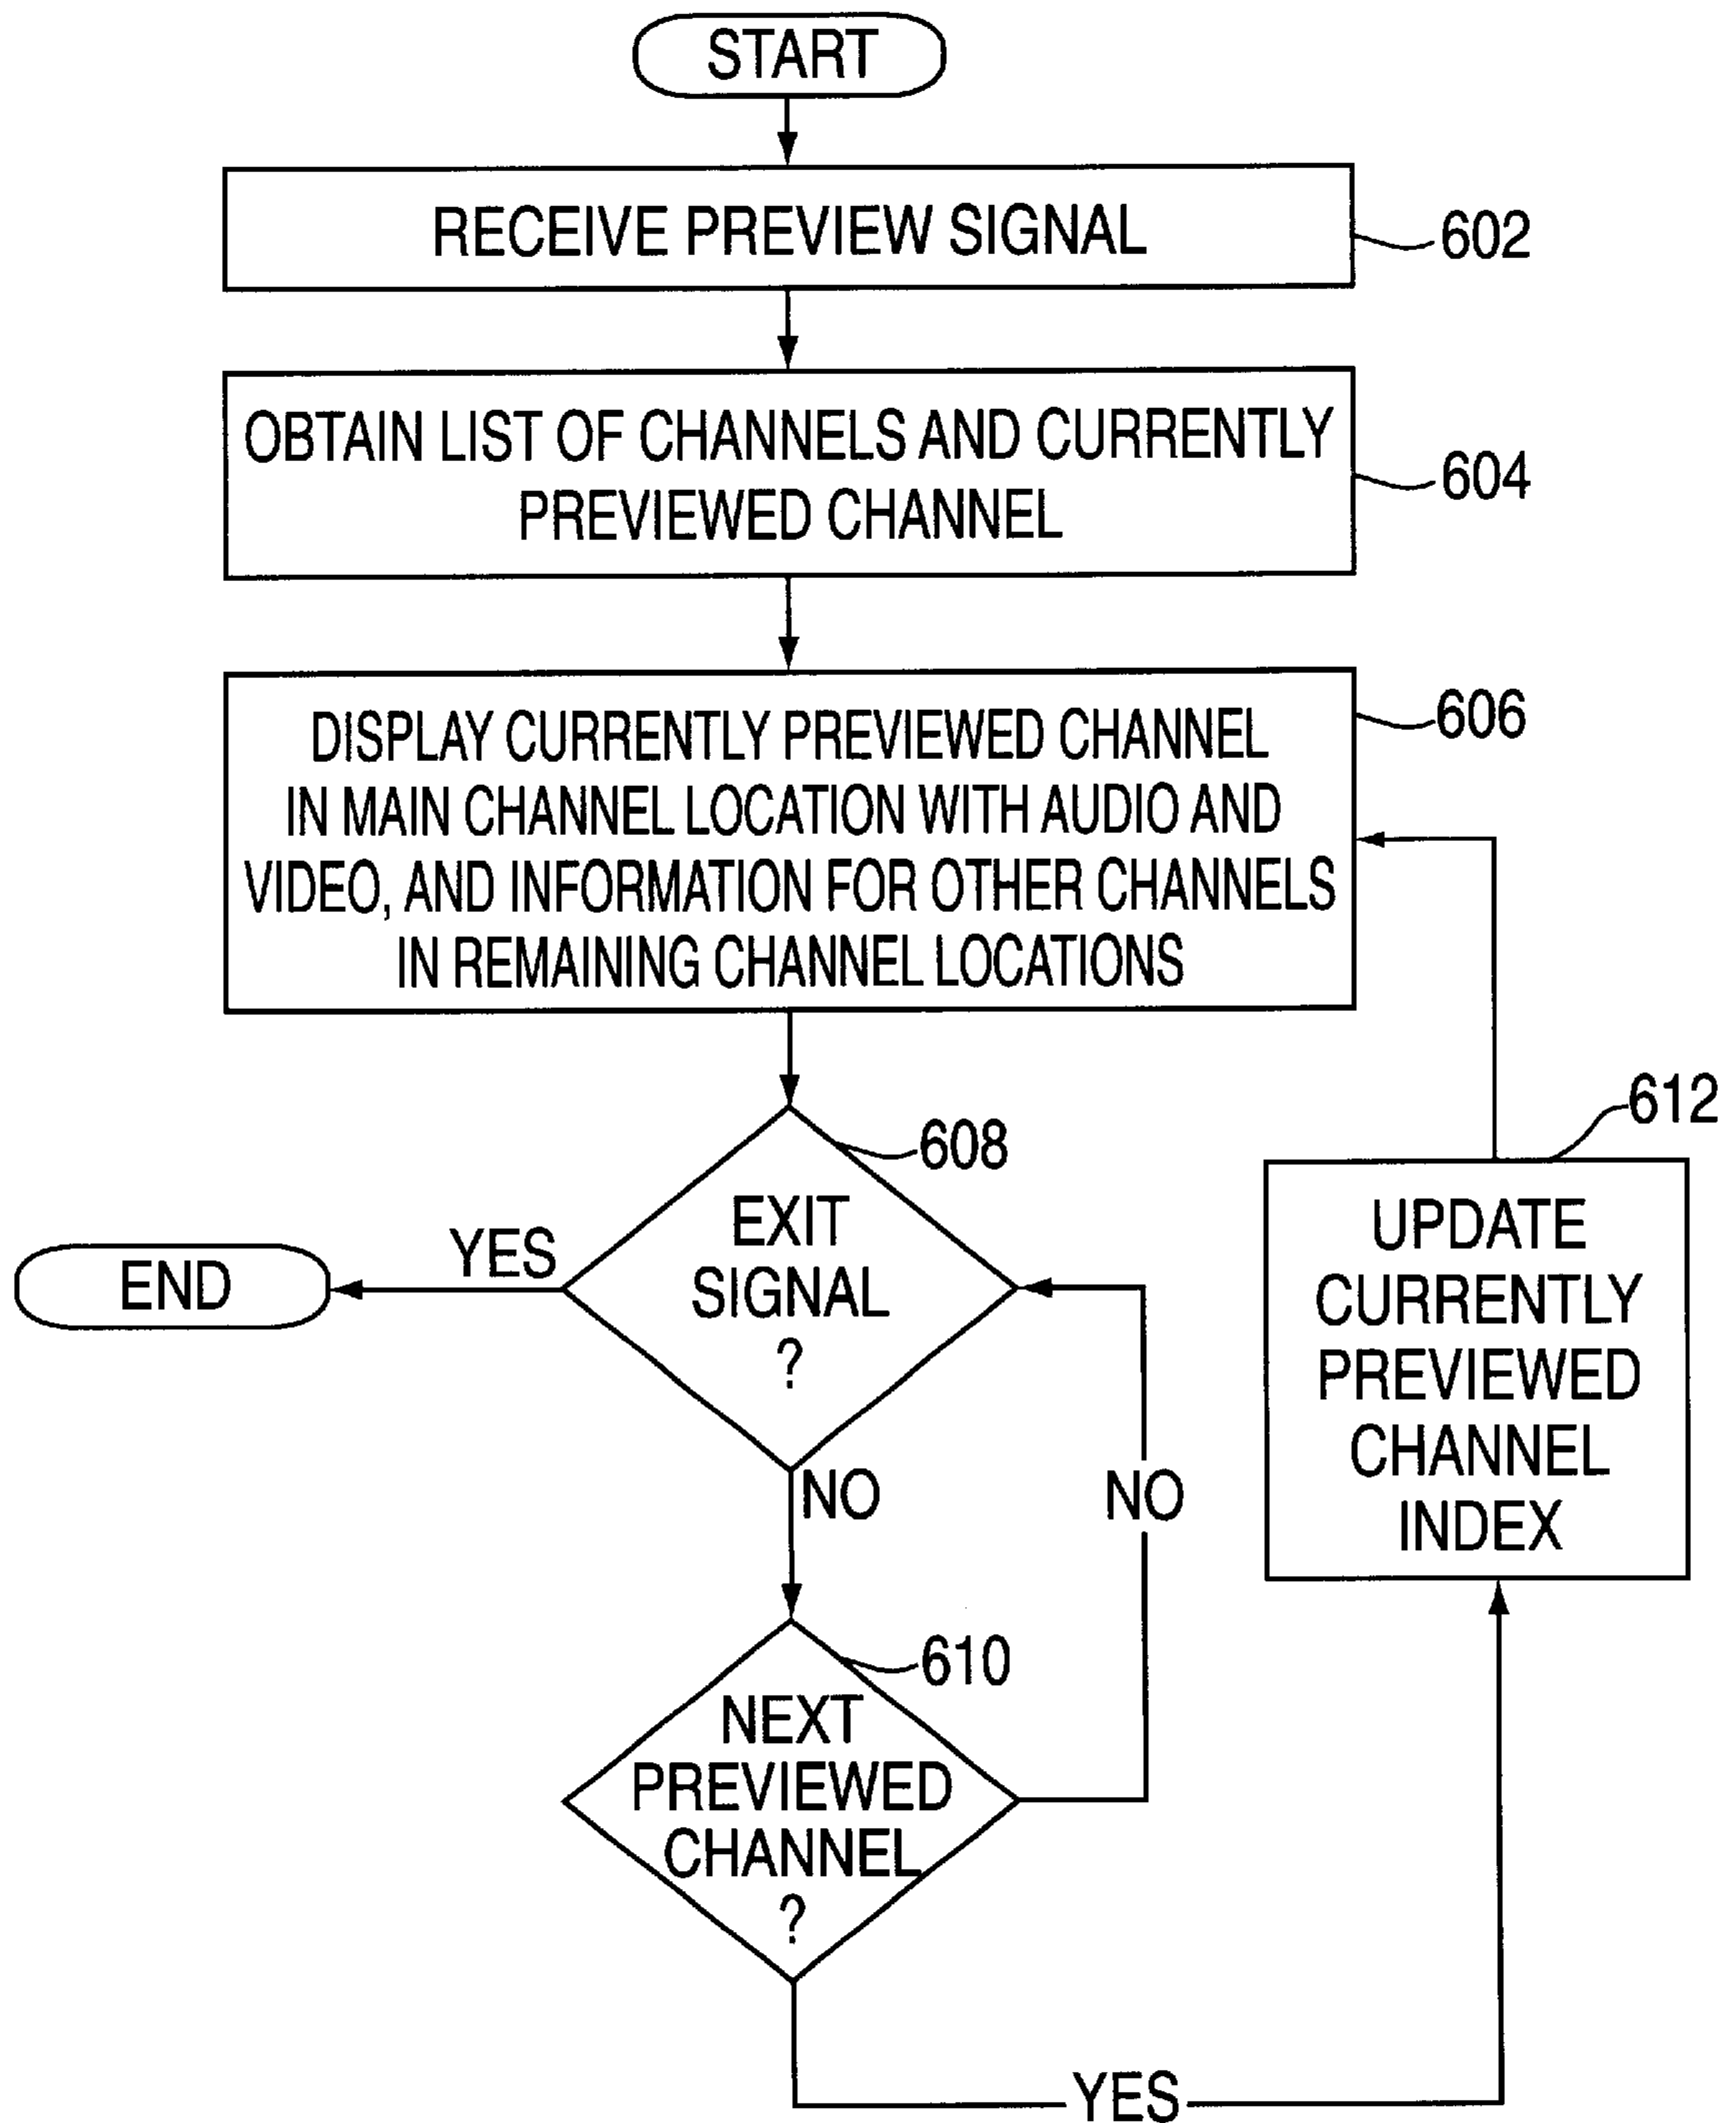 START
RECEIVE PREVIEW SIGNAL
602
OBTAIN LIST OF CHANNELS AND CURRENTLY
PREVIEWED CHANNEL
604
DISPLAY CURRENTLY PREVIEWED CHANNEL
IN MAIN CHANNEL LOCATION WITH AUDIO AND
VIDEO, AND INFORMATION FOR OTHER CHANNELS
IN REMAINING CHANNEL LOCATIONS
606
608
EXIT
SIGNAL
?
YES
END
NO
610
NEXT
PREVIEWED
CHANNEL
?
NO
YES
612
UPDATE
CURRENTLY
PREVIEWED
CHANNEL
INDEX